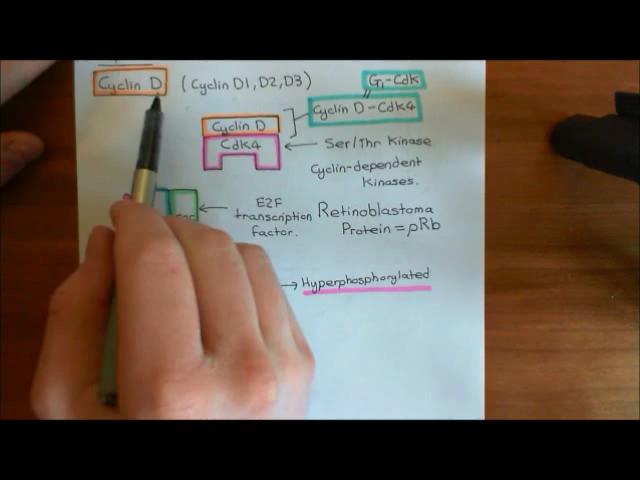 Cyclin D (Cyclin D1, D2, D3)
G1-Cdk
Cyclin D-Cdk4
Cyclin D
Cdk4
Ser/Thr Kinase
Cyclin-dependent
Kinases.
E2F
transcription
factor.
Retinoblastoma
Protein = pRb
Hyperphosphorylated